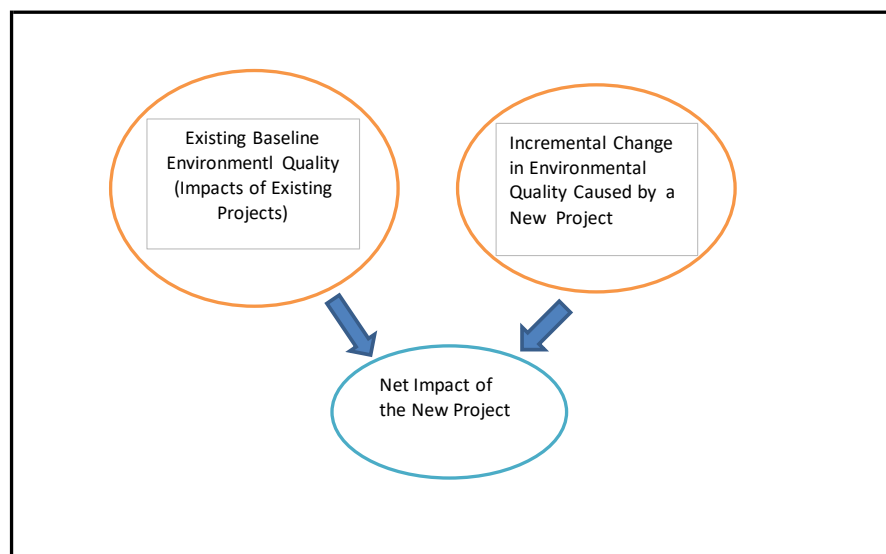 Existing Baseline
Environmentl Quality
(Impacts of Existing
Projects)
Incremental Change
in Environmental
Quality Caused by a
New Project
Net Impact of
the New Project